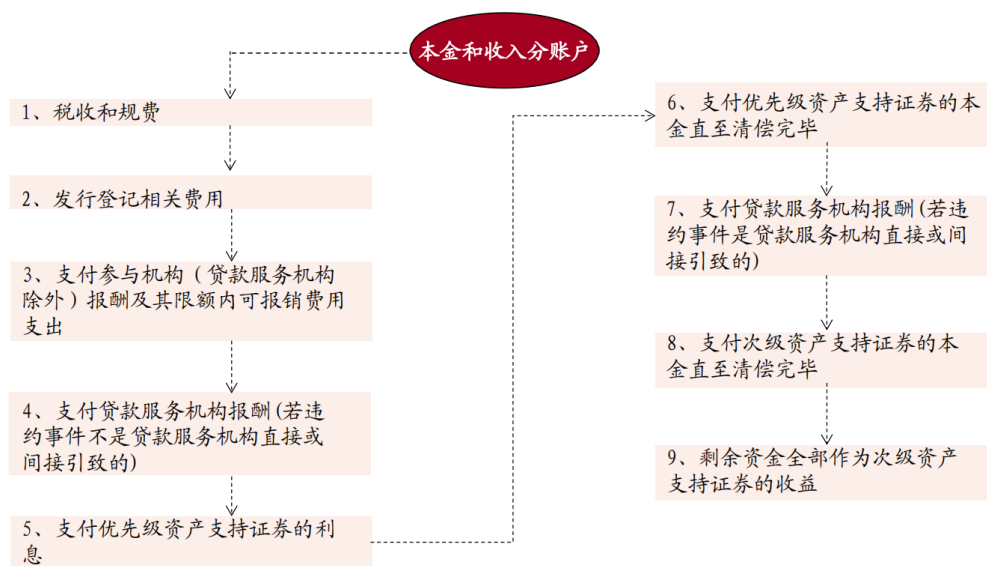 本金和收入分账户
1、税收和规费
2、发行登记相关费用
3、支付参与机构（贷款服务机构
除外）报酬及其限额内可报销费用
支出
4、支付贷款服务机构报酬(若违
约事件不是贷款服务机构直接或
间接引致的)
5、支付优先级资产支持证券的利
息
6、支付优先级资产支持证券的本
金直至清偿完毕
7、支付贷款服务机构报酬(若违
约事件是贷款服务机构直接或间
接引致的)
8、支付次级资产支持证券的本
金直至清偿完毕
9、剩余资金全部作为次级资产
支持证券的收益